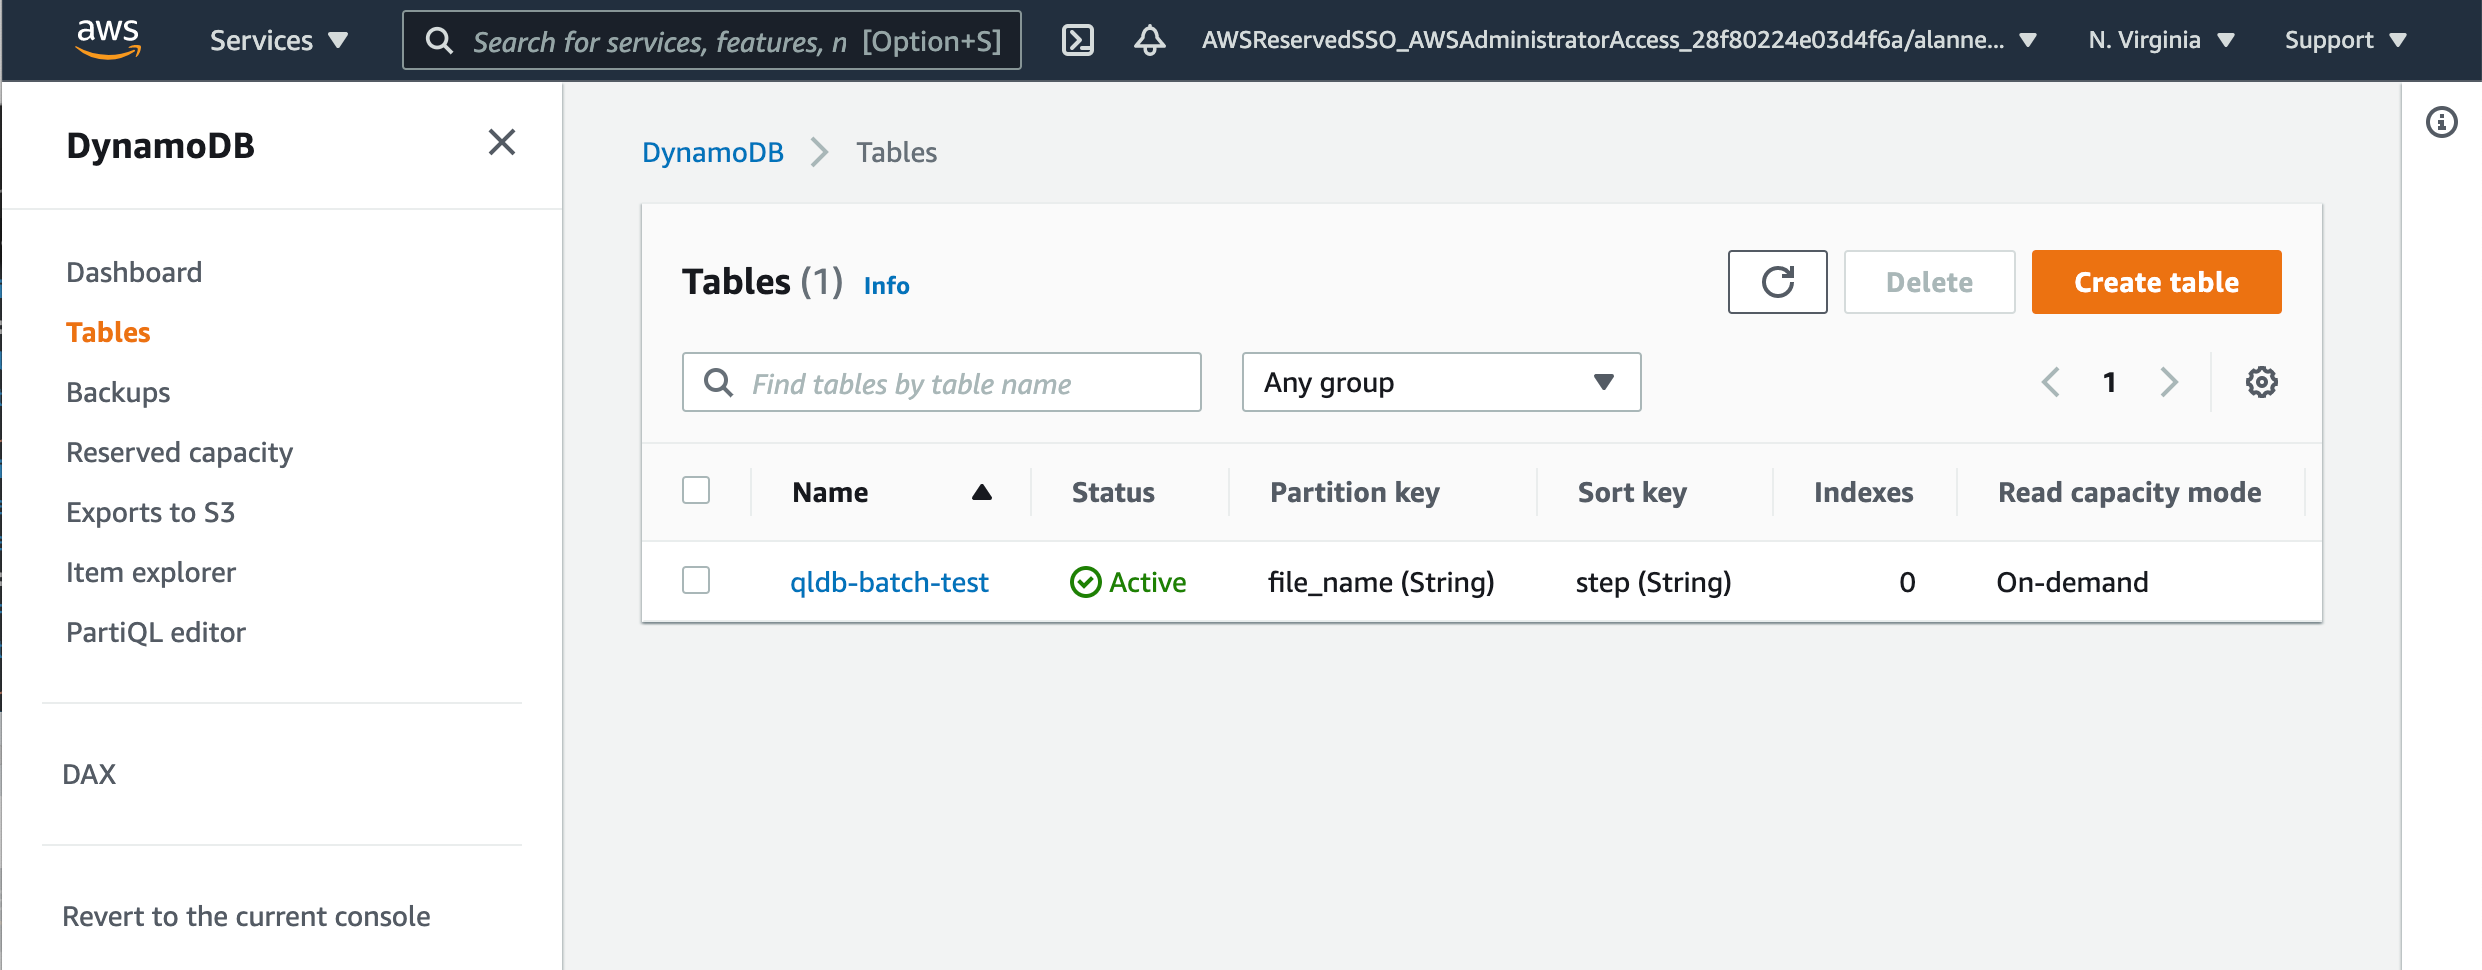 aws Services Search for services, features, n [Option+S] AWSReservedSSO_AWSAdministratorAccess_28f80224e03d4f6a/alanne... N. Virginia Support
DynamoDB
Dashboard
Tables
Backups
Reserved capacity
Exports to S3
Item explorer
PartiQL editor
DAX
Revert to the current console
DynamoDB Tables
Tables (1) Info Delete Create table
Find tables by table name Any group 1
Name Status Partition key Sort key Indexes Read capacity mode
qldb-batch-test Active file_name (String) step (String) 0 On-demand